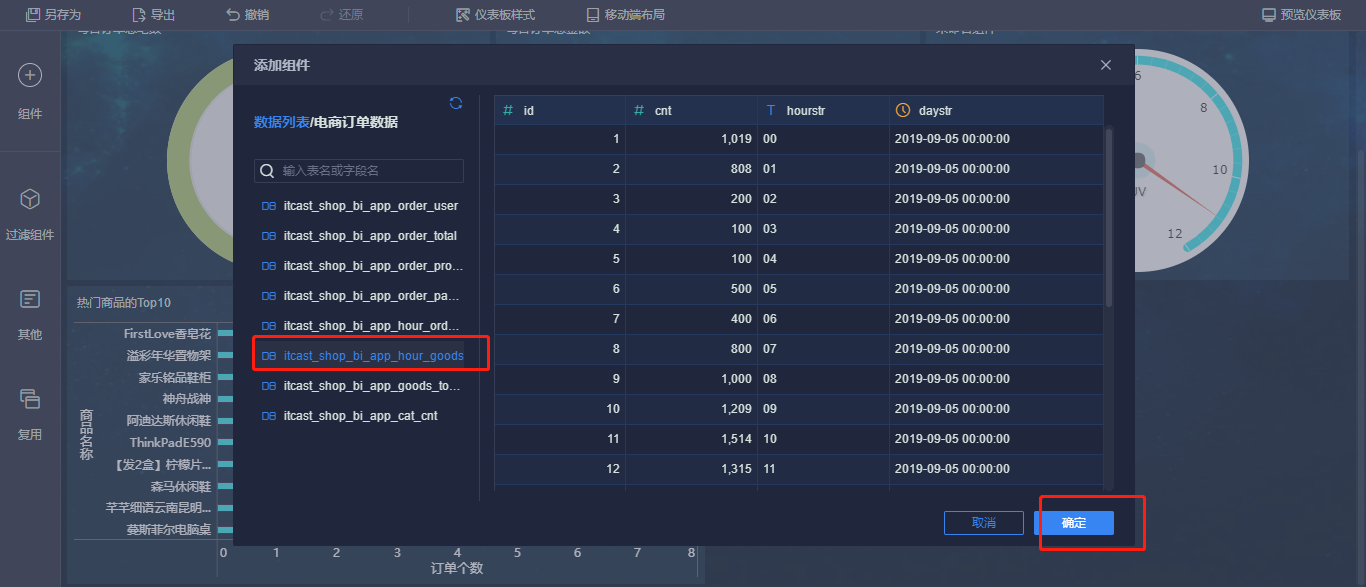 另存为 导出 撤销 还原 仪表板样式 移动端布局 预览仪表板
组件
过滤组件
其他
复用
添加组件
数据列表/电商订单数据
输入表名或字段名
itcast_shop_bi_app_order_user
itcast_shop_bi_app_order_total
itcast_shop_bi_app_order_pro...
itcast_shop_bi_app_order_pa...
itcast_shop_bi_app_hour_ord...
itcast_shop_bi_app_hour_goods
itcast_shop_bi_app_goods_to...
itcast_shop_bi_app_cat_cnt
# id # cnt T hourstr daystr
1 1,019 00 2019-09-05 00:00:00
2 808 01 2019-09-05 00:00:00
3 200 02 2019-09-05 00:00:00
4 100 03 2019-09-05 00:00:00
5 100 04 2019-09-05 00:00:00
6 500 05 2019-09-05 00:00:00
7 400 06 2019-09-05 00:00:00
8 800 07 2019-09-05 00:00:00
9 1,000 08 2019-09-05 00:00:00
10 1,209 09 2019-09-05 00:00:00
11 1,514 10 2019-09-05 00:00:00
12 1,315 11 2019-09-05 00:00:00
取消 确定
6
8
10
12
热门商品的Top10
商品名称
FirstLove香皂花
溢彩年华置物架
家乐铭品鞋柜
神舟战神
阿迪达斯休闲鞋
ThinkPadE590
【发2盒】柠檬片...
森马休闲鞋
芊芊细语云南昆明...
蔓斯菲尔电脑桌
0 1 2 3 4 5 6 7 8
订单个数